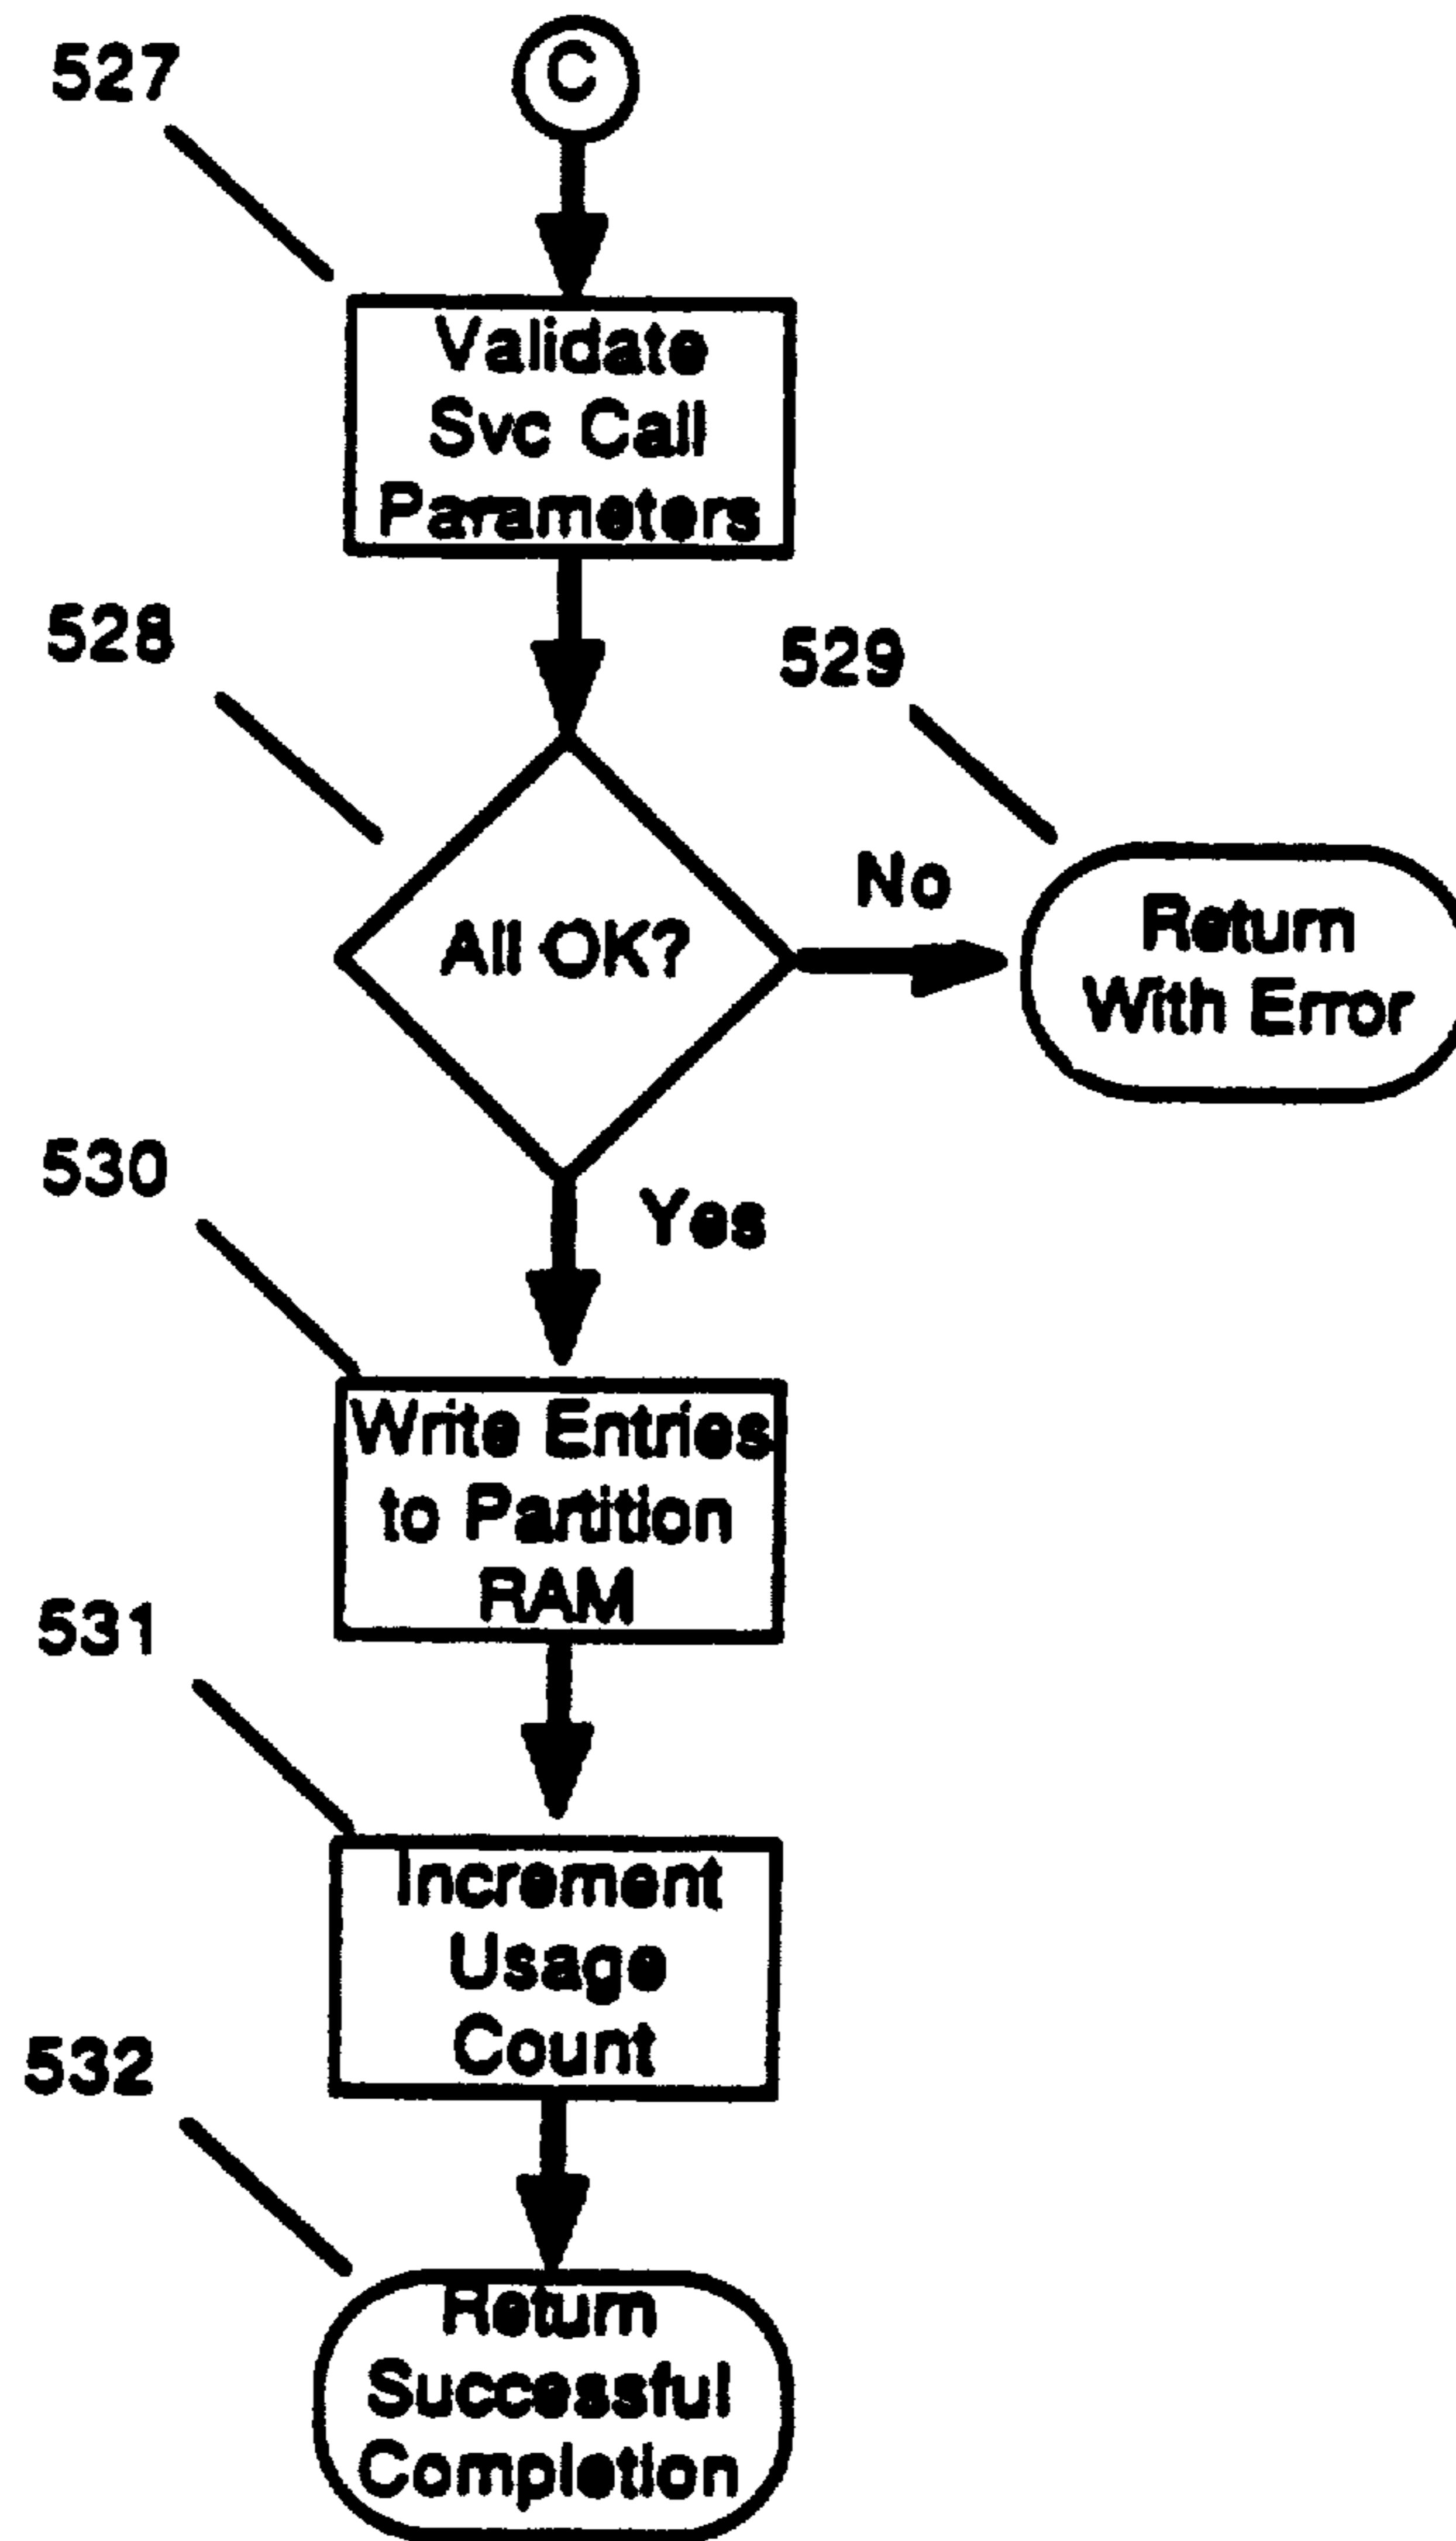 527
C
Validate
Svc Call
Parameters
528
529
All OK?
No
Return
With Error
530
Yes
Write Entries
to Partition
RAM
531
Increment
Usage
Count
532
Return
Successful
Completion